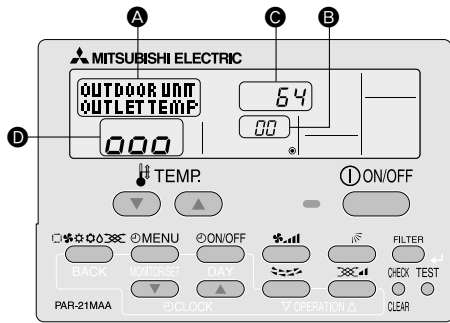 A C B
MITSUBISHI ELECTRIC
OUTDOOR UNIT
OUTLET TEMP
64
00
D
000
TEMP.
ON/OFF
MENU ON/OFF FILTER
BACK MONITOR/SET DAY CHECK TEST
PAR-21MAA CLOCK OPERATION CLEAR